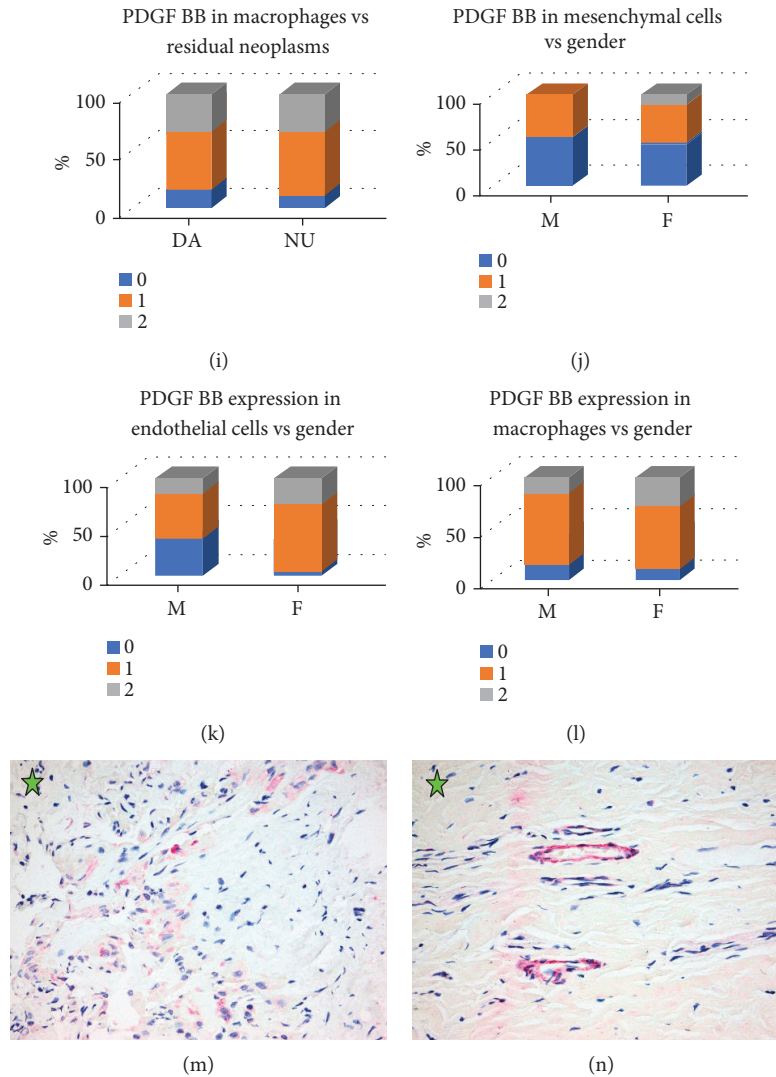 PDGF BB in macrophages vs
residual neoplasms
100
50
0
%
DA
NU
0
1
2
(i)
PDGF BB in mesenchymal cells
vs gender
100
50
0
%
M
F
0
1
2
(j)
PDGF BB expression in
endothelial cells vs gender
100
50
0
%
M
F
0
1
2
(k)
PDGF BB expression in
macrophages vs gender
100
50
0
%
M
F
0
1
2
(l)
(m)
(n)